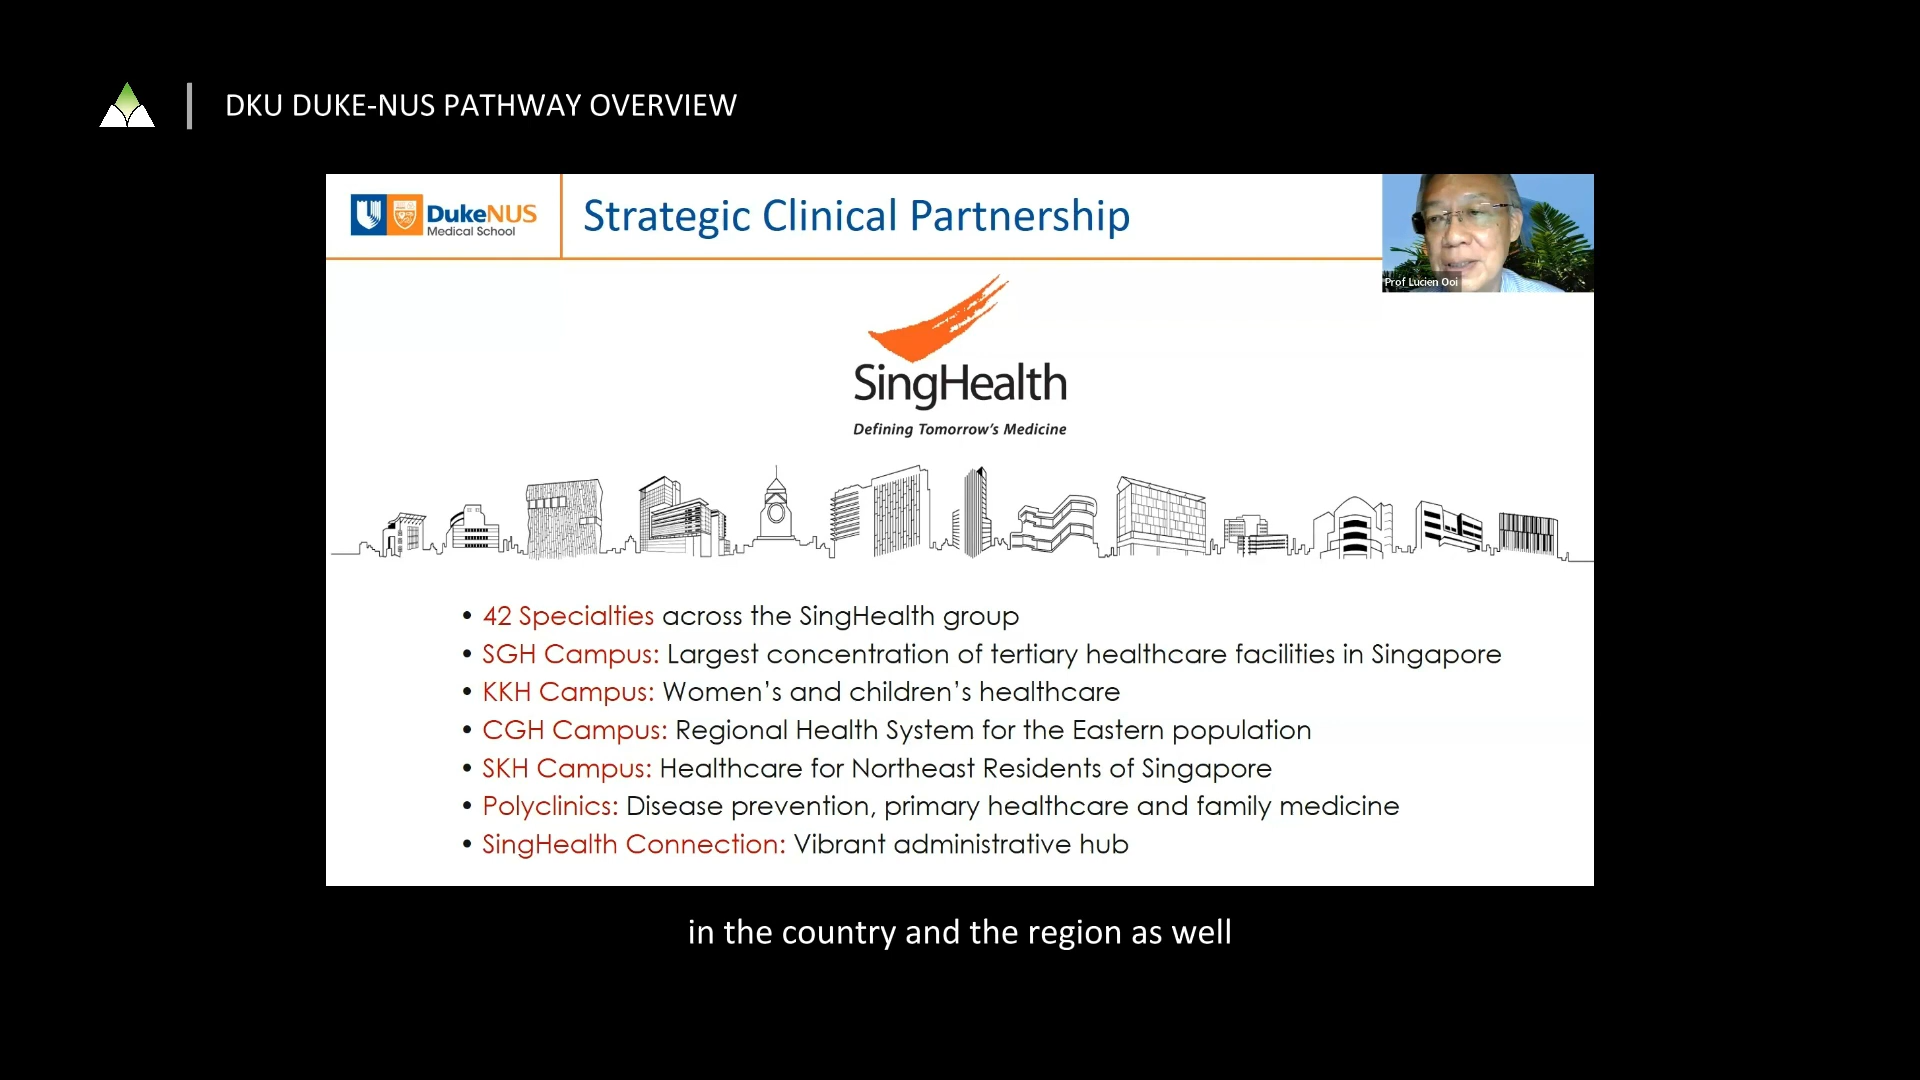 DKU DUKE-NUS PATHWAY OVERVIEW
DukeNUS
Medical School
Strategic Clinical Partnership
Prof Lucien Ooi
SingHealth
Defining Tomorrow's Medicine
• 42 Specialties across the SingHealth group
• SGH Campus: Largest concentration of tertiary healthcare facilities in Singapore
• KKH Campus: Women's and children's healthcare
• CGH Campus: Regional Health System for the Eastern population
• SKH Campus: Healthcare for Northeast Residents of Singapore
• Polyclinics: Disease prevention, primary healthcare and family medicine
• SingHealth Connection: Vibrant administrative hub
in the country and the region as well